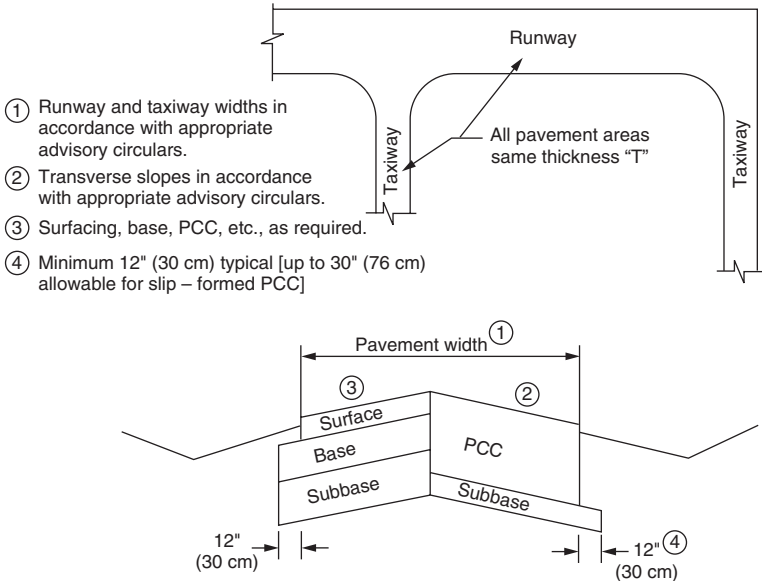 Runway
① Runway and taxiway widths in
accordance with appropriate
advisory circulars.
② Transverse slopes in accordance
with appropriate advisory circulars.
③ Surfacing, base, PCC, etc., as required.
④ Minimum 12" (30 cm) typical [up to 30" (76 cm)
allowable for slip – formed PCC]
Taxiway
All pavement areas
same thickness “T”
Taxiway
Pavement width ①
③
②
Surface
Base
Subbase
PCC
Subbase
12"
(30 cm)
12" ④
(30 cm)